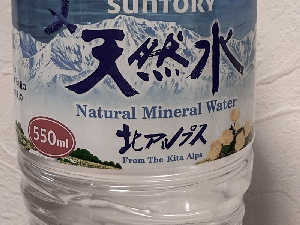 SUNTORY
天然水
Natural Mineral Water
550ml
北アルプス
From The Kita Alps